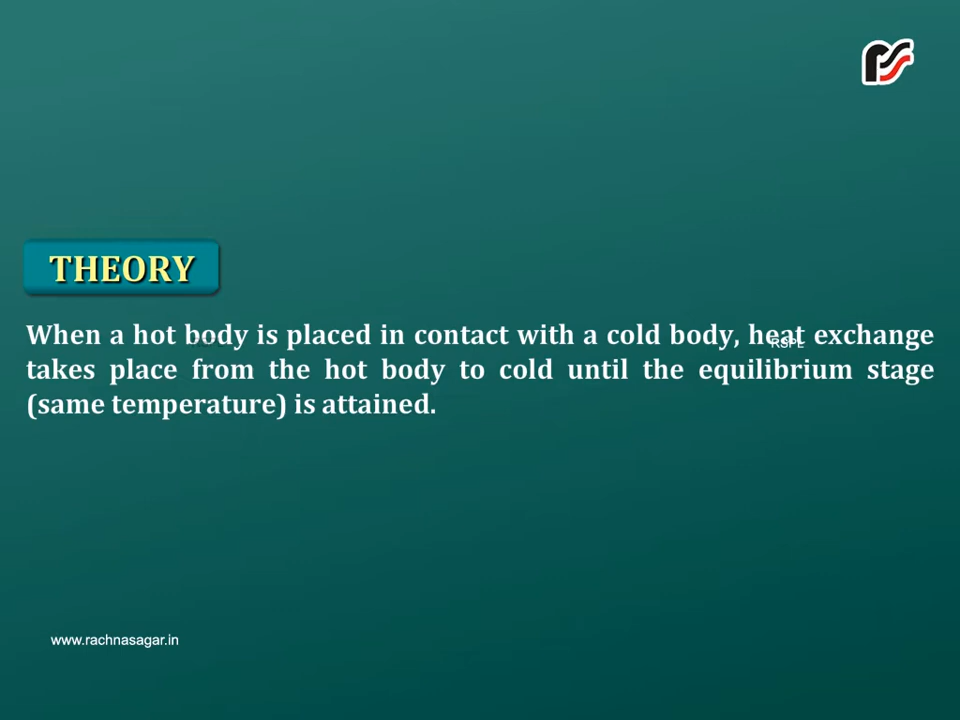 THEORY
When a hot body is placed in contact with a cold body, heat exchange
takes place from the hot body to cold until the equilibrium stage
(same temperature) is attained.
RSPL
www.rachnasagar.in